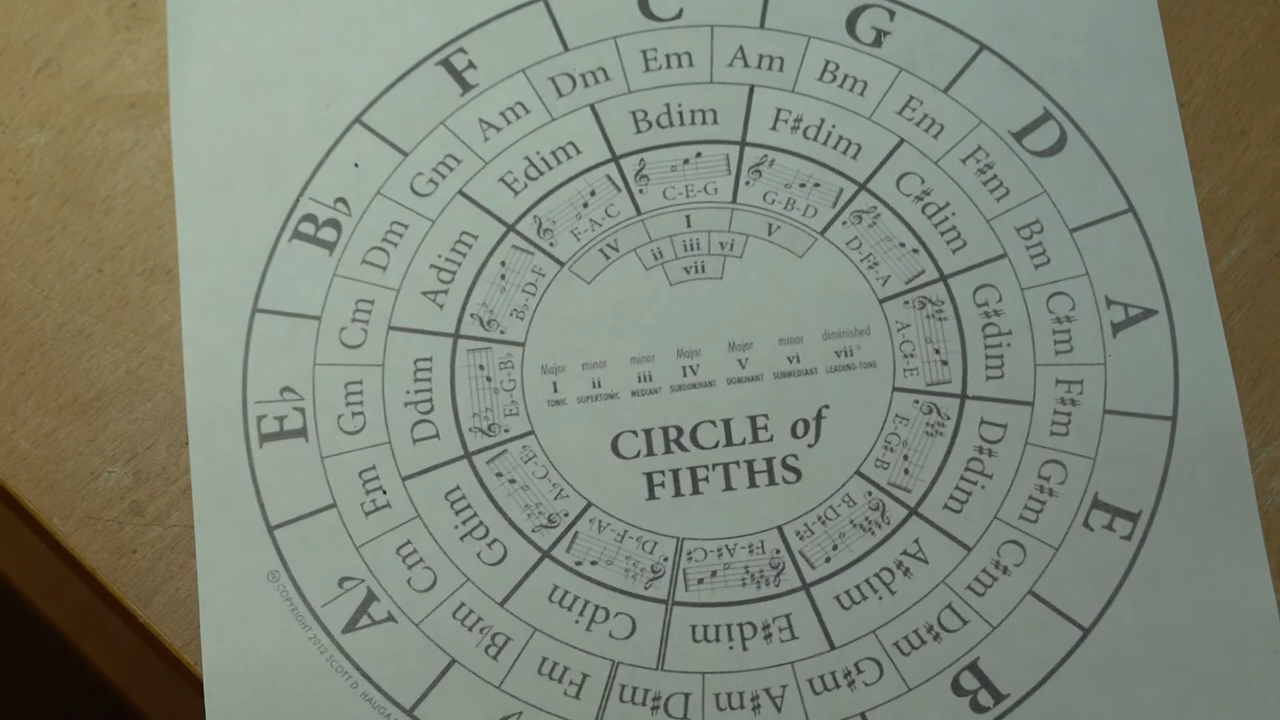 C
G
D
A
E
B
A♭
E♭
B♭
F
Dm Em Am
Bm Em F♯m
Bm C♯m F♯m
G♯m C♯m D♯m
G♯m A♯m D♯m
Fm B♭m Cm
Fm Gm Cm
Dm Gm Am
Bdim
F♯dim
C♯dim
G♯dim
D♯dim
A♯dim
E♯dim
Cdim
Gdim
Ddim
Adim
Edim
C-E-G
G-B-D
D-F♯-A
A-C♯-E
E-G♯-B
B-D♯-F♯
F♯-A♯-C♯
D♭-F-A♭
A♭-C-E♭
E♭-G-B♭
B♭-D-F
F-A-C
IV I V
ii iii vi
vii
Major minor minor Major Major minor diminished
I ii iii IV V vi vii°
TONIC SUPERTONIC MEDIANT SUBDOMINANT DOMINANT SUBMEDIANT LEADING-TONE
CIRCLE of
FIFTHS
COPYRIGHT 2012 SCOTT D.